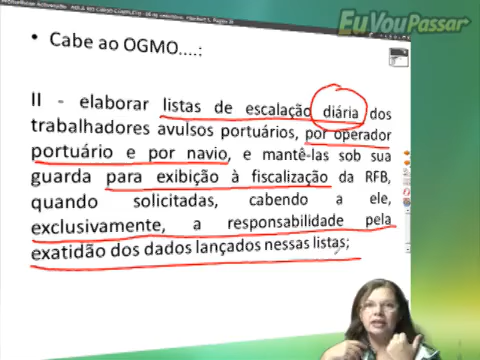 EuVouPassar
• Cabe ao OGMO....:
II - elaborar listas de escalação diária dos
trabalhadores avulsos portuários, por operador
portuário e por navio, e mantê-las sob sua
guarda para exibição à fiscalização da RFB,
quando solicitadas, cabendo a ele,
exclusivamente, a responsabilidade pela
exatidão dos dados lançados nessas listas;